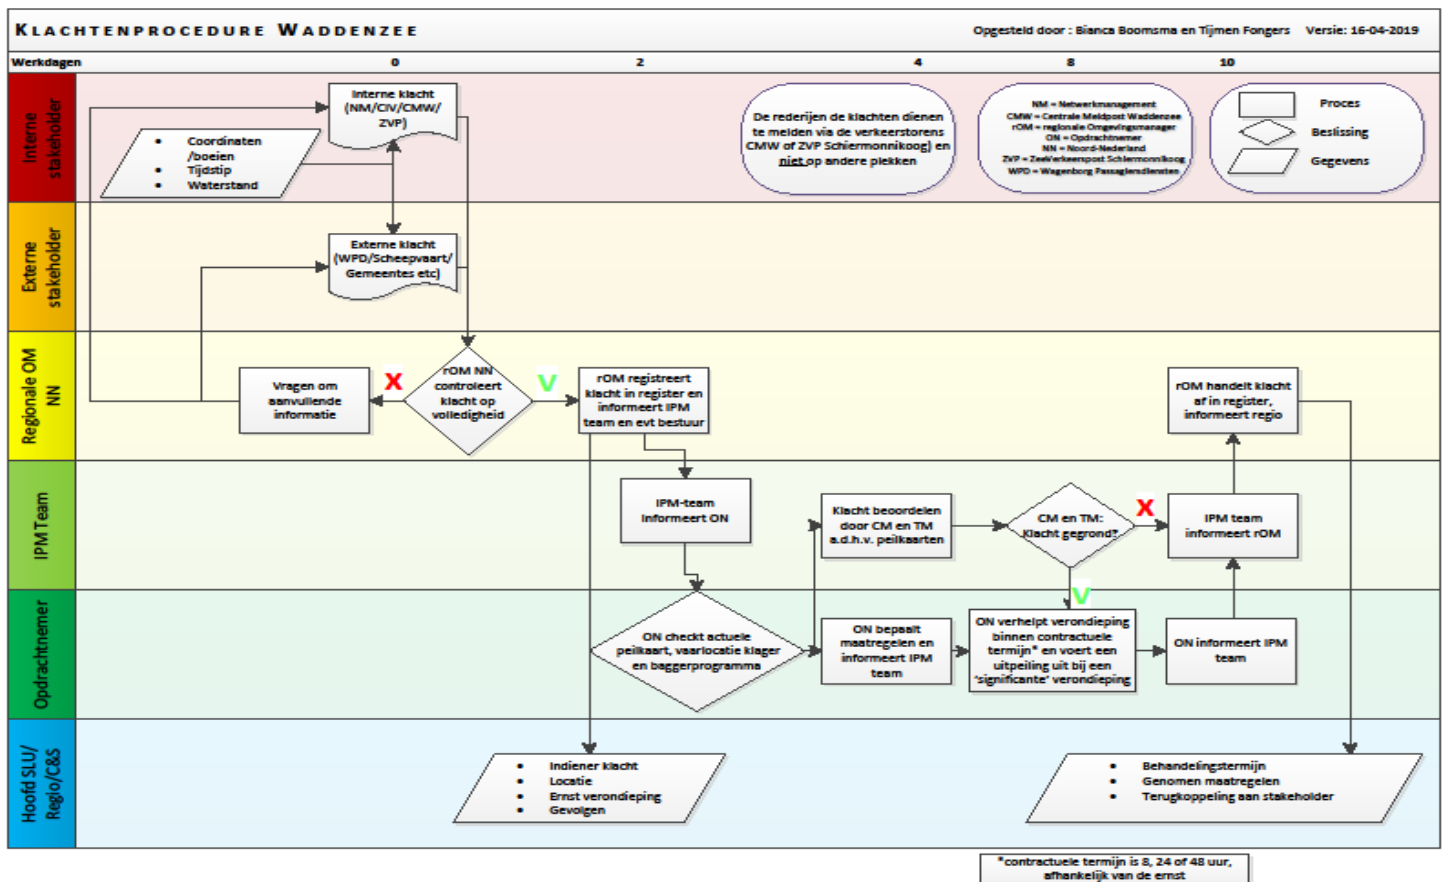 KLACHTENPROCEDURE WADDENZEE
Opgesteld door : Bianca Boomsma en Tijmen Fongers Versie: 16-04-2019
Werkdagen 0 2 4 8 10
Interne
stakeholder
Interne klacht
(NM/CIV/CMW/
ZVP)
• Coordinaten
/boeien
• Tijdstip
• Waterstand
De rederijen de klachten dienen
te melden via de verkeerstorens
CMW of ZVP Schiermonnikoog) en
niet op andere plekken
NM = Netwerkmanagement
CMW = Centrale Meldpost Waddenzee
rOM = regionale Omgevingsmanager
ON = Opdrachtnemer
NN = Noord-Nederland
ZVP = ZeeVerkeerspost Schiermonnikoog
WPD = Wagenborg Passagiersdiensten
Proces
Beslissing
Gegevens
Externe
stakeholder
Externe klacht
(WPD/Scheepvaart/
Gemeentes etc)
Regionale OM
NN
Vragen om
aanvullende
informatie
X
rOM NN
controleert
klacht op
volledigheid
V
rOM registreert
klacht in register en
informeert IPM
team en evt bestuur
rOM handelt klacht
af in register,
informeert regio
IPM Team
IPM-team
informeert ON
Klacht beoordelen
door CM en TM
a.d.h.v. peilkaarten
CM en TM:
Klacht gegrond?
X
IPM team
informeert rOM
V
Opdrachtnemer
ON checkt actuele
peilkaart, vaarlocatie klager
en baggerprogramma
ON bepaalt
maatregelen en
informeert IPM
team
ON verhelpt verondieping
binnen contractuele
termijn* en voert een
uitpeiling uit bij een
'significante' verondieping
ON informeert IPM
team
Hoofd SLU/
Regio/C&S
• Indiener klacht
• Locatie
• Ernst verondieping
• Gevolgen
• Behandelingstermijn
• Genomen maatregelen
• Terugkoppeling aan stakeholder
*contractuele termijn is 8, 24 of 48 uur,
afhankelijk van de ernst